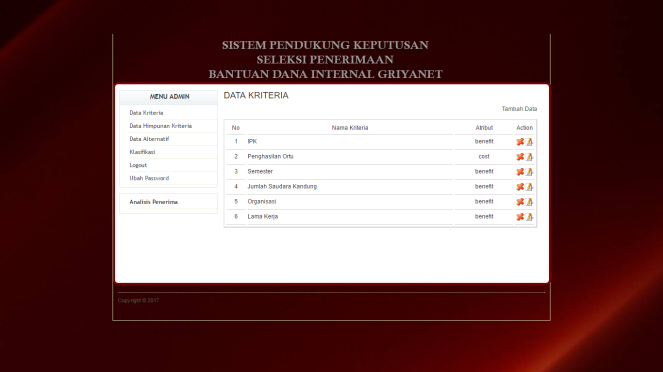 SISTEM PENDUKUNG KEPUTUSAN
SELEKSI PENERIMAAN
BANTUAN DANA INTERNAL GRIYANET
MENU ADMIN
Data Kriteria
Data Himpunan Kriteria
Data Alternatif
Klasifikasi
Logout
Ubah Password
Analisis Penerima
DATA KRITERIA
Tambah Data
No Nama Kriteria Atribut Action
1 IPK benefit
2 Penghasilan Ortu cost
3 Semester benefit
4 Jumlah Saudara Kandung benefit
5 Organisasi benefit
6 Lama Kerja benefit
Copyright © 2017